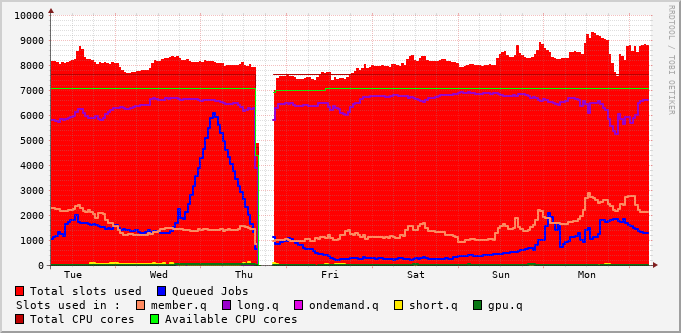 10000
9000
8000
7000
6000
5000
4000
3000
2000
1000
0
Tue Wed Thu Fri Sat Sun Mon
RRDTOOL / TOBI OETIKER
Total slots used Queued Jobs
Slots used in : member.q long.q ondemand.q short.q gpu.q
Total CPU cores Available CPU cores